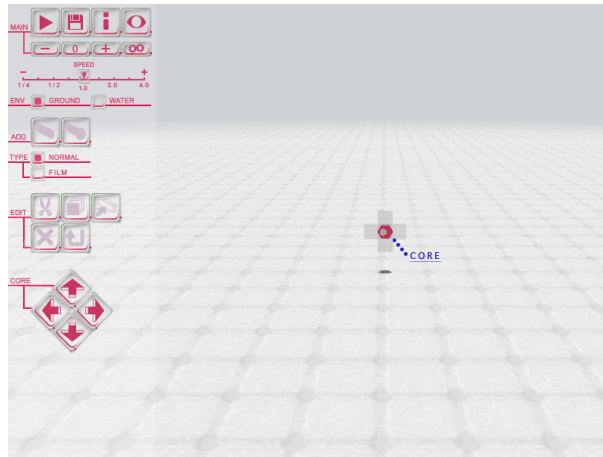 MAIN
0
SPEED
- +
1/4 1/2 1.0 2.0 4.0
ENV GROUND WATER
ADD
TYPE NORMAL
FILM
EDIT
CORE
CORE